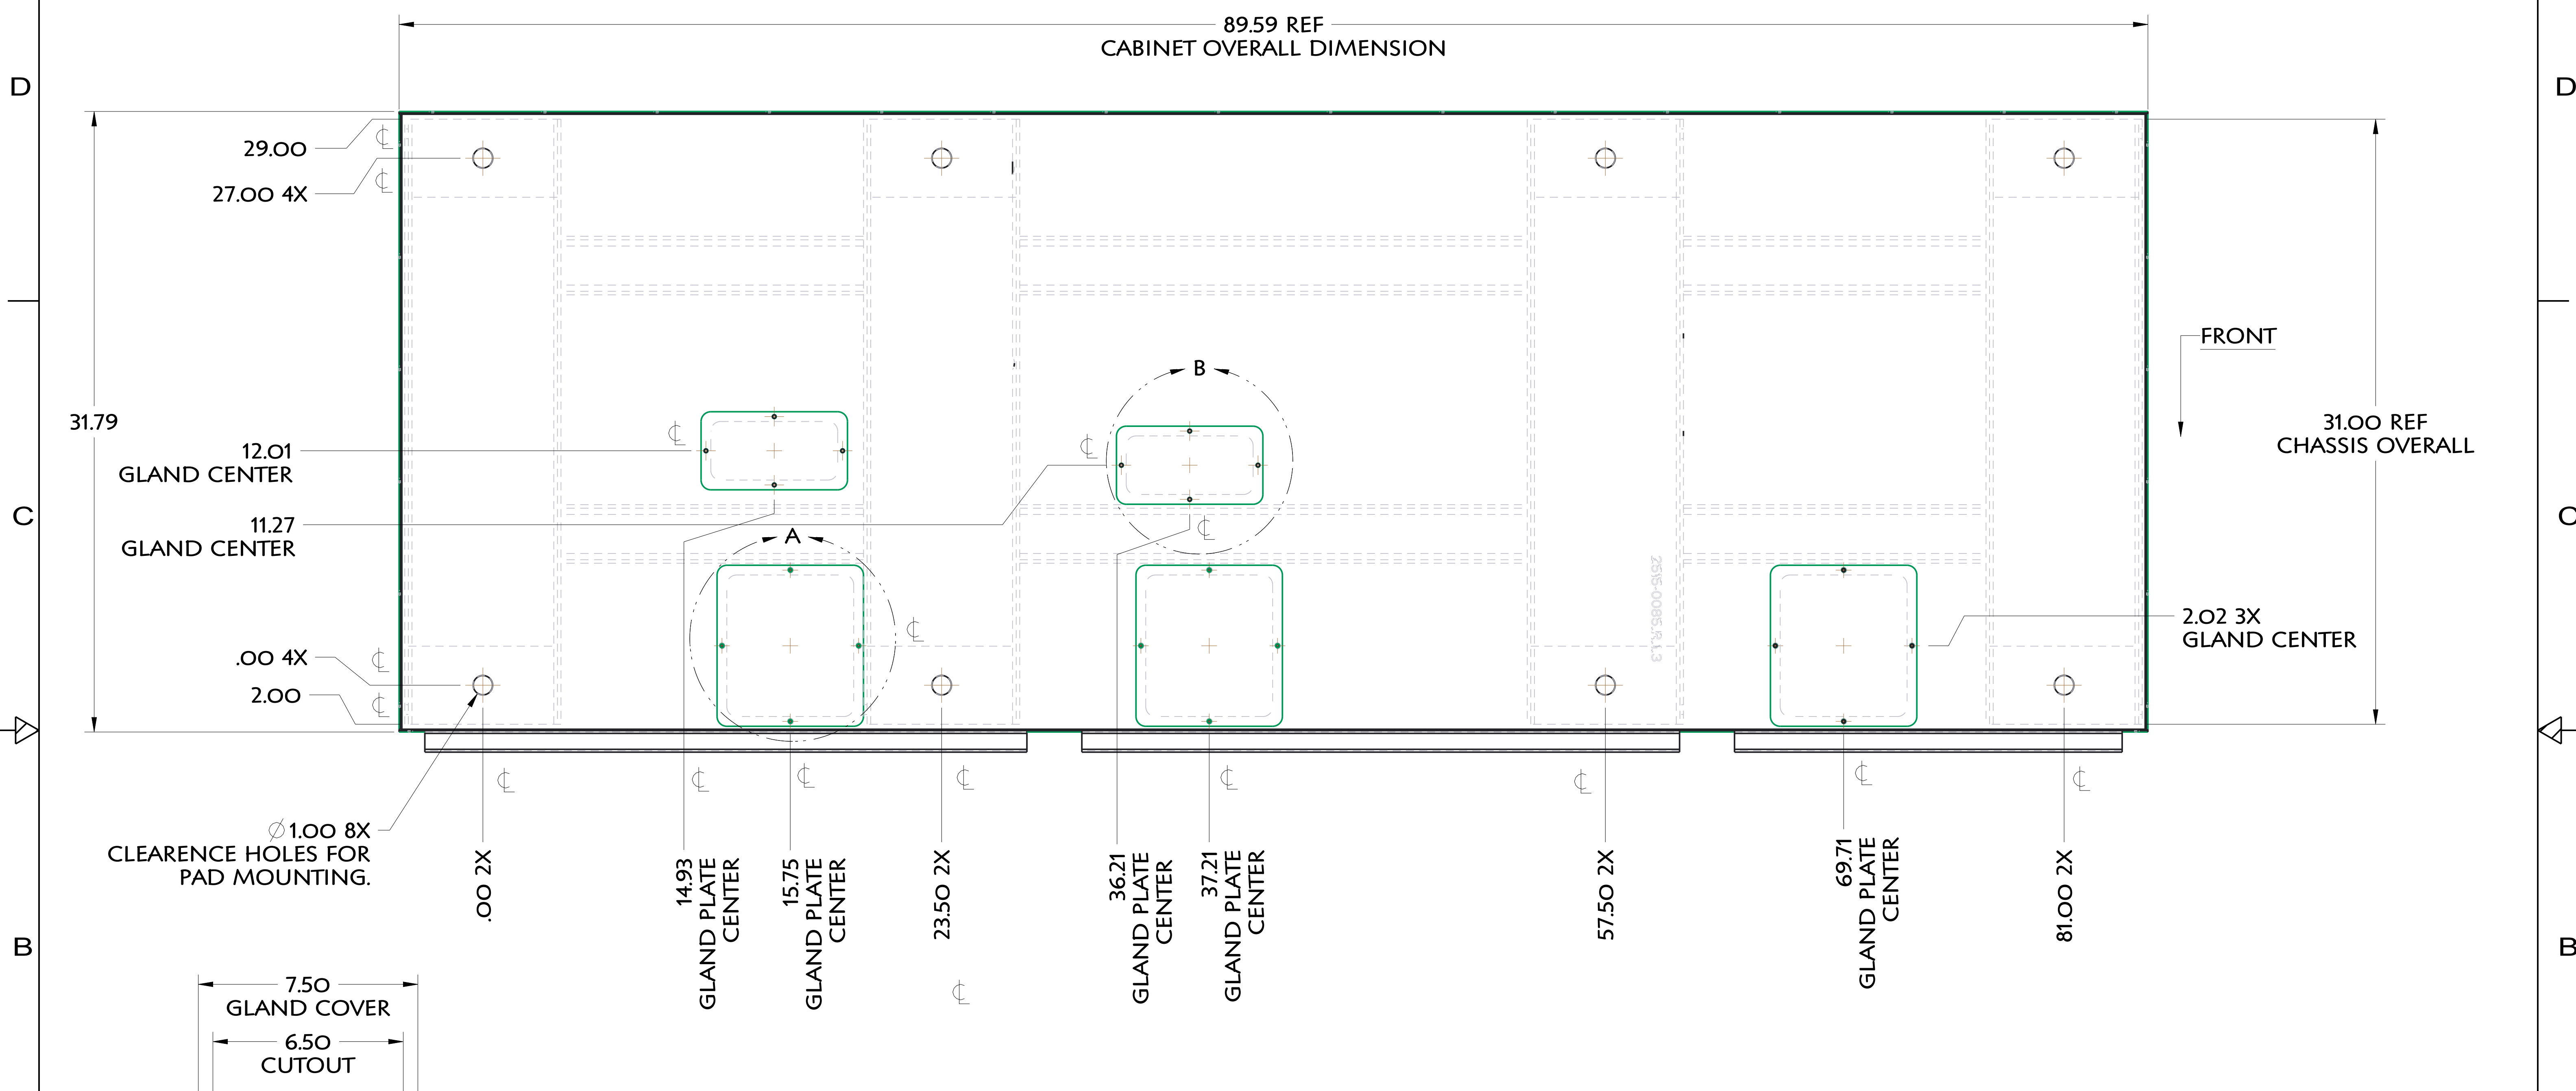 89.59 REF
CABINET OVERALL DIMENSION
D
D
29.00
27.00 4X
31.79
FRONT
B
31.00 REF
CHASSIS OVERALL
12.01
GLAND CENTER
C
C
11.27
GLAND CENTER
A
2515-0085.R.1.3
2.02 3X
GLAND CENTER
.00 4X
2.00
∅1.00 8X
CLEARENCE HOLES FOR
PAD MOUNTING.
.00 2X
14.93
GLAND PLATE
CENTER
15.75
GLAND PLATE
CENTER
23.50 2X
36.21
GLAND PLATE
CENTER
37.21
GLAND PLATE
CENTER
57.50 2X
69.71
GLAND PLATE
CENTER
81.00 2X
B
B
7.50
GLAND COVER
6.50
CUTOUT